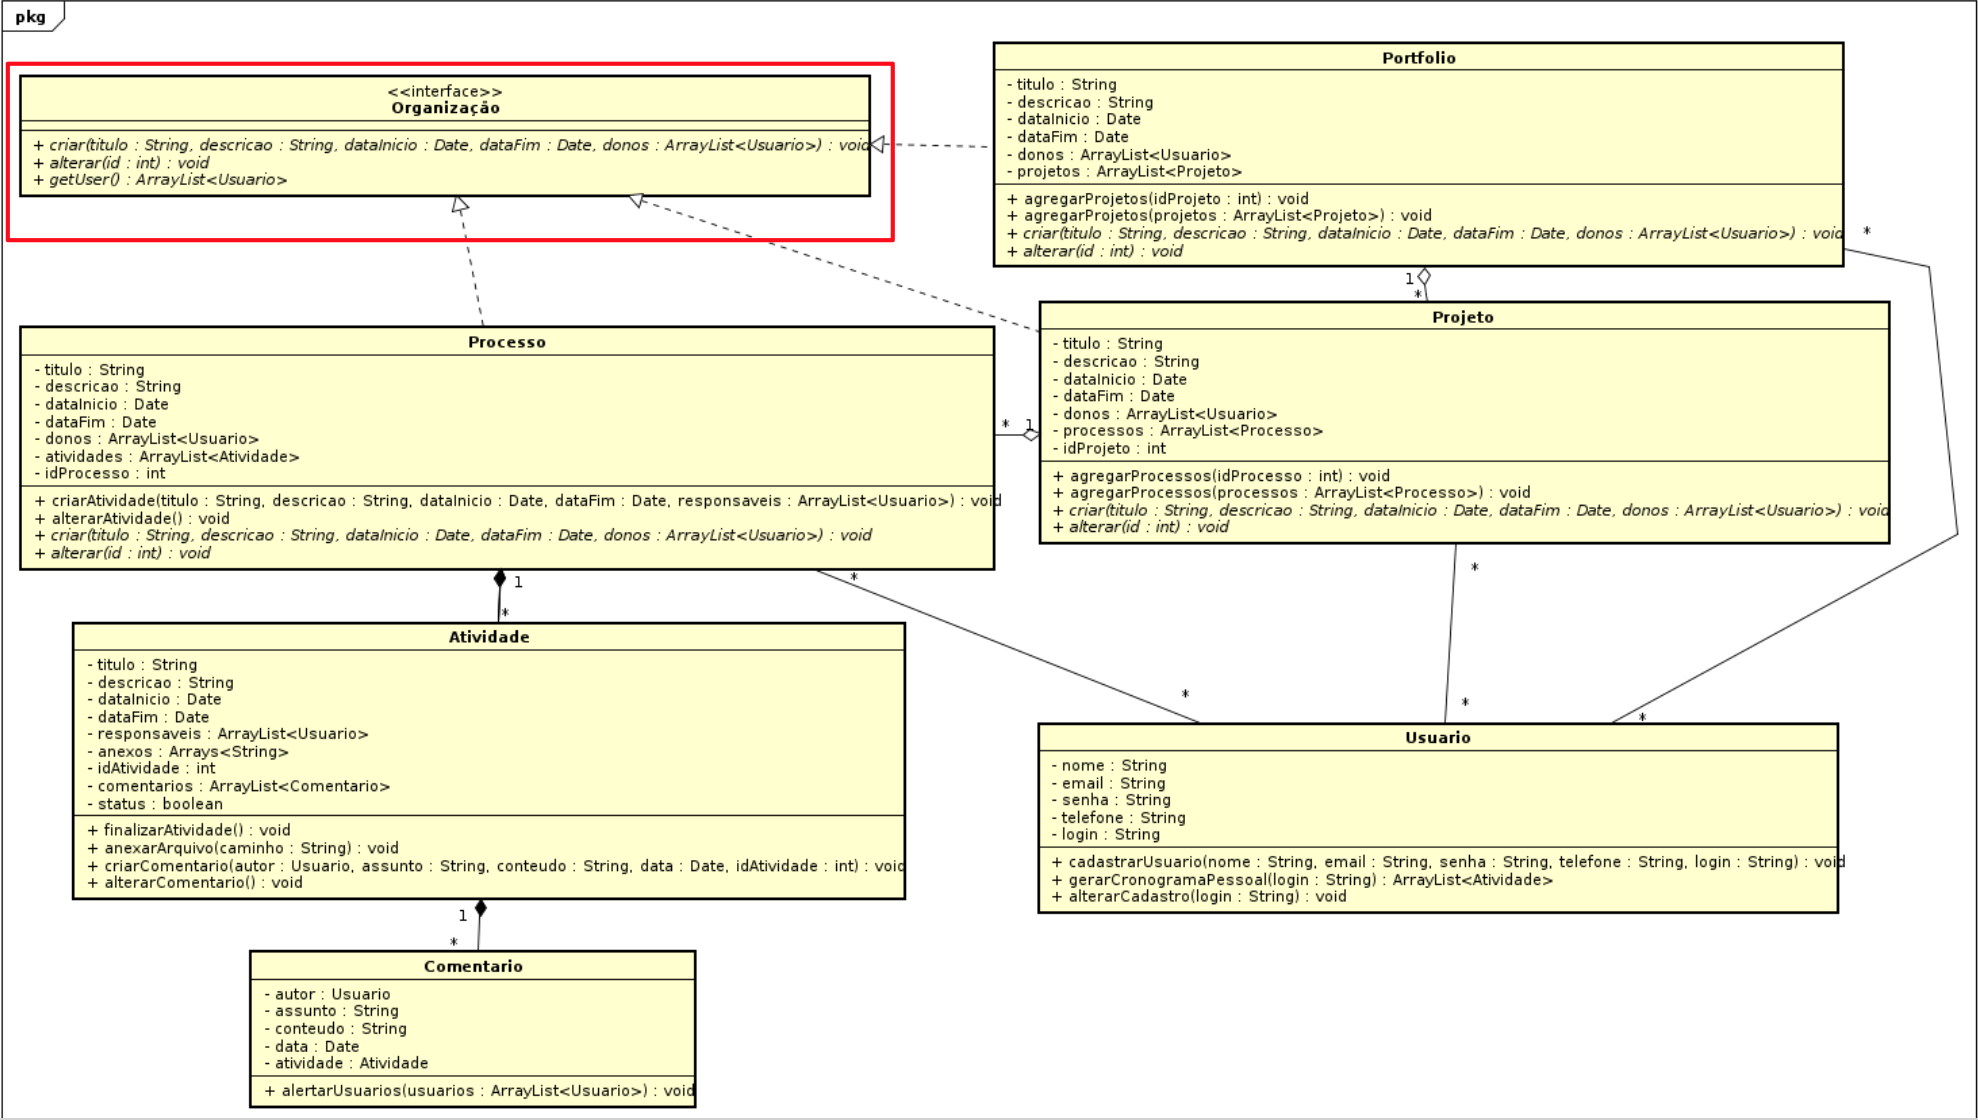 pkg
<<interface>>
Organização
+ criar(titulo : String, descricao : String, dataInicio : Date, dataFim : Date, donos : ArrayList<Usuario>) : void
+ alterar(id : int) : void
+ getUser() : ArrayList<Usuario>
Portfolio
- titulo : String
- descricao : String
- dataInicio : Date
- dataFim : Date
- donos : ArrayList<Usuario>
- projetos : ArrayList<Projeto>
+ agregarProjetos(idProjeto : int) : void
+ agregarProjetos(projetos : ArrayList<Projeto>) : void
+ criar(titulo : String, descricao : String, dataInicio : Date, dataFim : Date, donos : ArrayList<Usuario>) : void
+ alterar(id : int) : void
*
1
*
Processo
- titulo : String
- descricao : String
- dataInicio : Date
- dataFim : Date
- donos : ArrayList<Usuario>
- atividades : ArrayList<Atividade>
- idProcesso : int
+ criarAtividade(titulo : String, descricao : String, dataInicio : Date, dataFim : Date, responsaveis : ArrayList<Usuario>) : void
+ alterarAtividade() : void
+ criar(titulo : String, descricao : String, dataInicio : Date, dataFim : Date, donos : ArrayList<Usuario>) : void
+ alterar(id : int) : void
* 1
Projeto
- titulo : String
- descricao : String
- dataInicio : Date
- dataFim : Date
- donos : ArrayList<Usuario>
- processos : ArrayList<Processo>
- idProjeto : int
+ agregarProcessos(idProcesso : int) : void
+ agregarProcessos(processos : ArrayList<Processo>) : void
+ criar(titulo : String, descricao : String, dataInicio : Date, dataFim : Date, donos : ArrayList<Usuario>) : void
+ alterar(id : int) : void
1
*
*
*
*
*
*
Atividade
- titulo : String
- descricao : String
- dataInicio : Date
- dataFim : Date
- responsaveis : ArrayList<Usuario>
- anexos : Arrays<String>
- idAtividade : int
- comentarios : ArrayList<Comentario>
- status : boolean
+ finalizarAtividade() : void
+ anexarArquivo(caminho : String) : void
+ criarComentario(autor : Usuario, assunto : String, conteudo : String, data : Date, idAtividade : int) : void
+ alterarComentario() : void
Usuario
- nome : String
- email : String
- senha : String
- telefone : String
- login : String
+ cadastrarUsuario(nome : String, email : String, senha : String, telefone : String, login : String) : void
+ gerarCronogramaPessoal(login : String) : ArrayList<Atividade>
+ alterarCadastro(login : String) : void
1
*
Comentario
- autor : Usuario
- assunto : String
- conteudo : String
- data : Date
- atividade : Atividade
+ alertarUsuarios(usuarios : ArrayList<Usuario>) : void